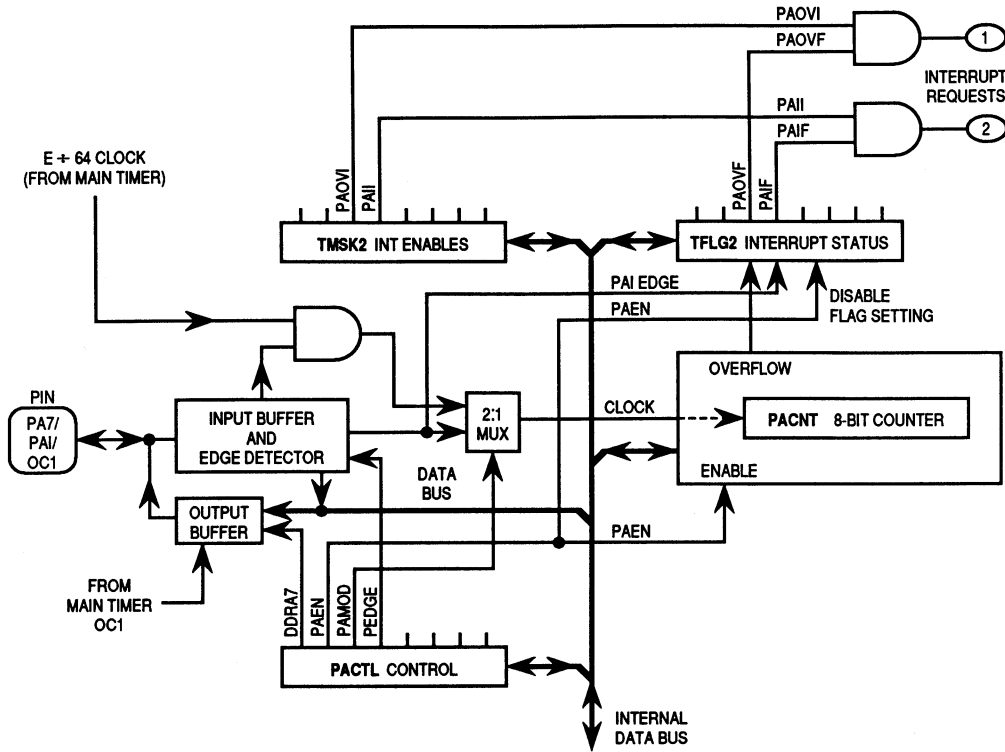 PAOVI
PAOVF
1
INTERRUPT
REQUESTS
PAII
PAIF
2
E ÷ 64 CLOCK
(FROM MAIN TIMER)
PAOVI
PAII
PAOVF
PAIF
TMSK2 INT ENABLES
TFLG2 INTERRUPT STATUS
PAI EDGE
PAEN
DISABLE
FLAG SETTING
OVERFLOW
PIN
PA7/
PAI/
OC1
INPUT BUFFER
AND
EDGE DETECTOR
2:1
MUX
CLOCK
PACNT 8-BIT COUNTER
DATA
BUS
ENABLE
OUTPUT
BUFFER
PAEN
FROM
MAIN TIMER
OC1
DDRA7
PAEN
PAMOD
PEDGE
PACTL CONTROL
INTERNAL
DATA BUS